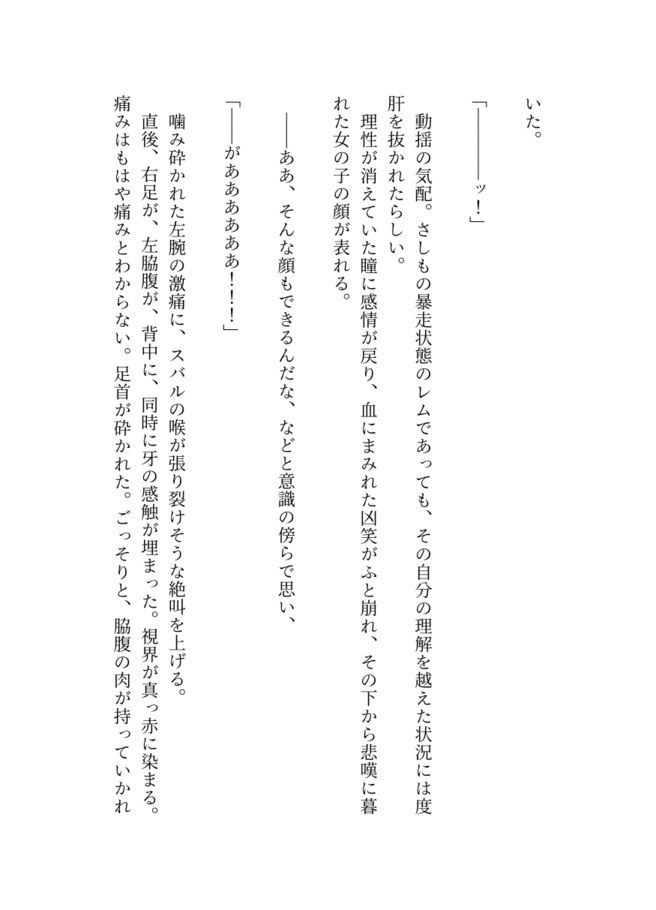 いた。
「――――ッ！」
　動揺の気配。さしもの暴走状態のレムであっても、その自分の理解を越えた状況には度
肝を抜かれたらしい。
　理性が消えていた瞳に感情が戻り、血にまみれた凶笑がふと崩れ、その下から悲嘆に暮
れた女の子の顔が表れる。
　――ああ、そんな顔もできるんだな、などと意識の傍らで思い、
「――がああああああ！！！」
　噛み砕かれた左腕の激痛に、スバルの喉が張り裂けそうな絶叫を上げる。
　直後、右足が、左脇腹が、背中に、同時に牙の感触が埋まった。視界が真っ赤に染まる。
痛みはもはや痛みとわからない。足首が砕かれた。ごっそりと、脇腹の肉が持っていかれ